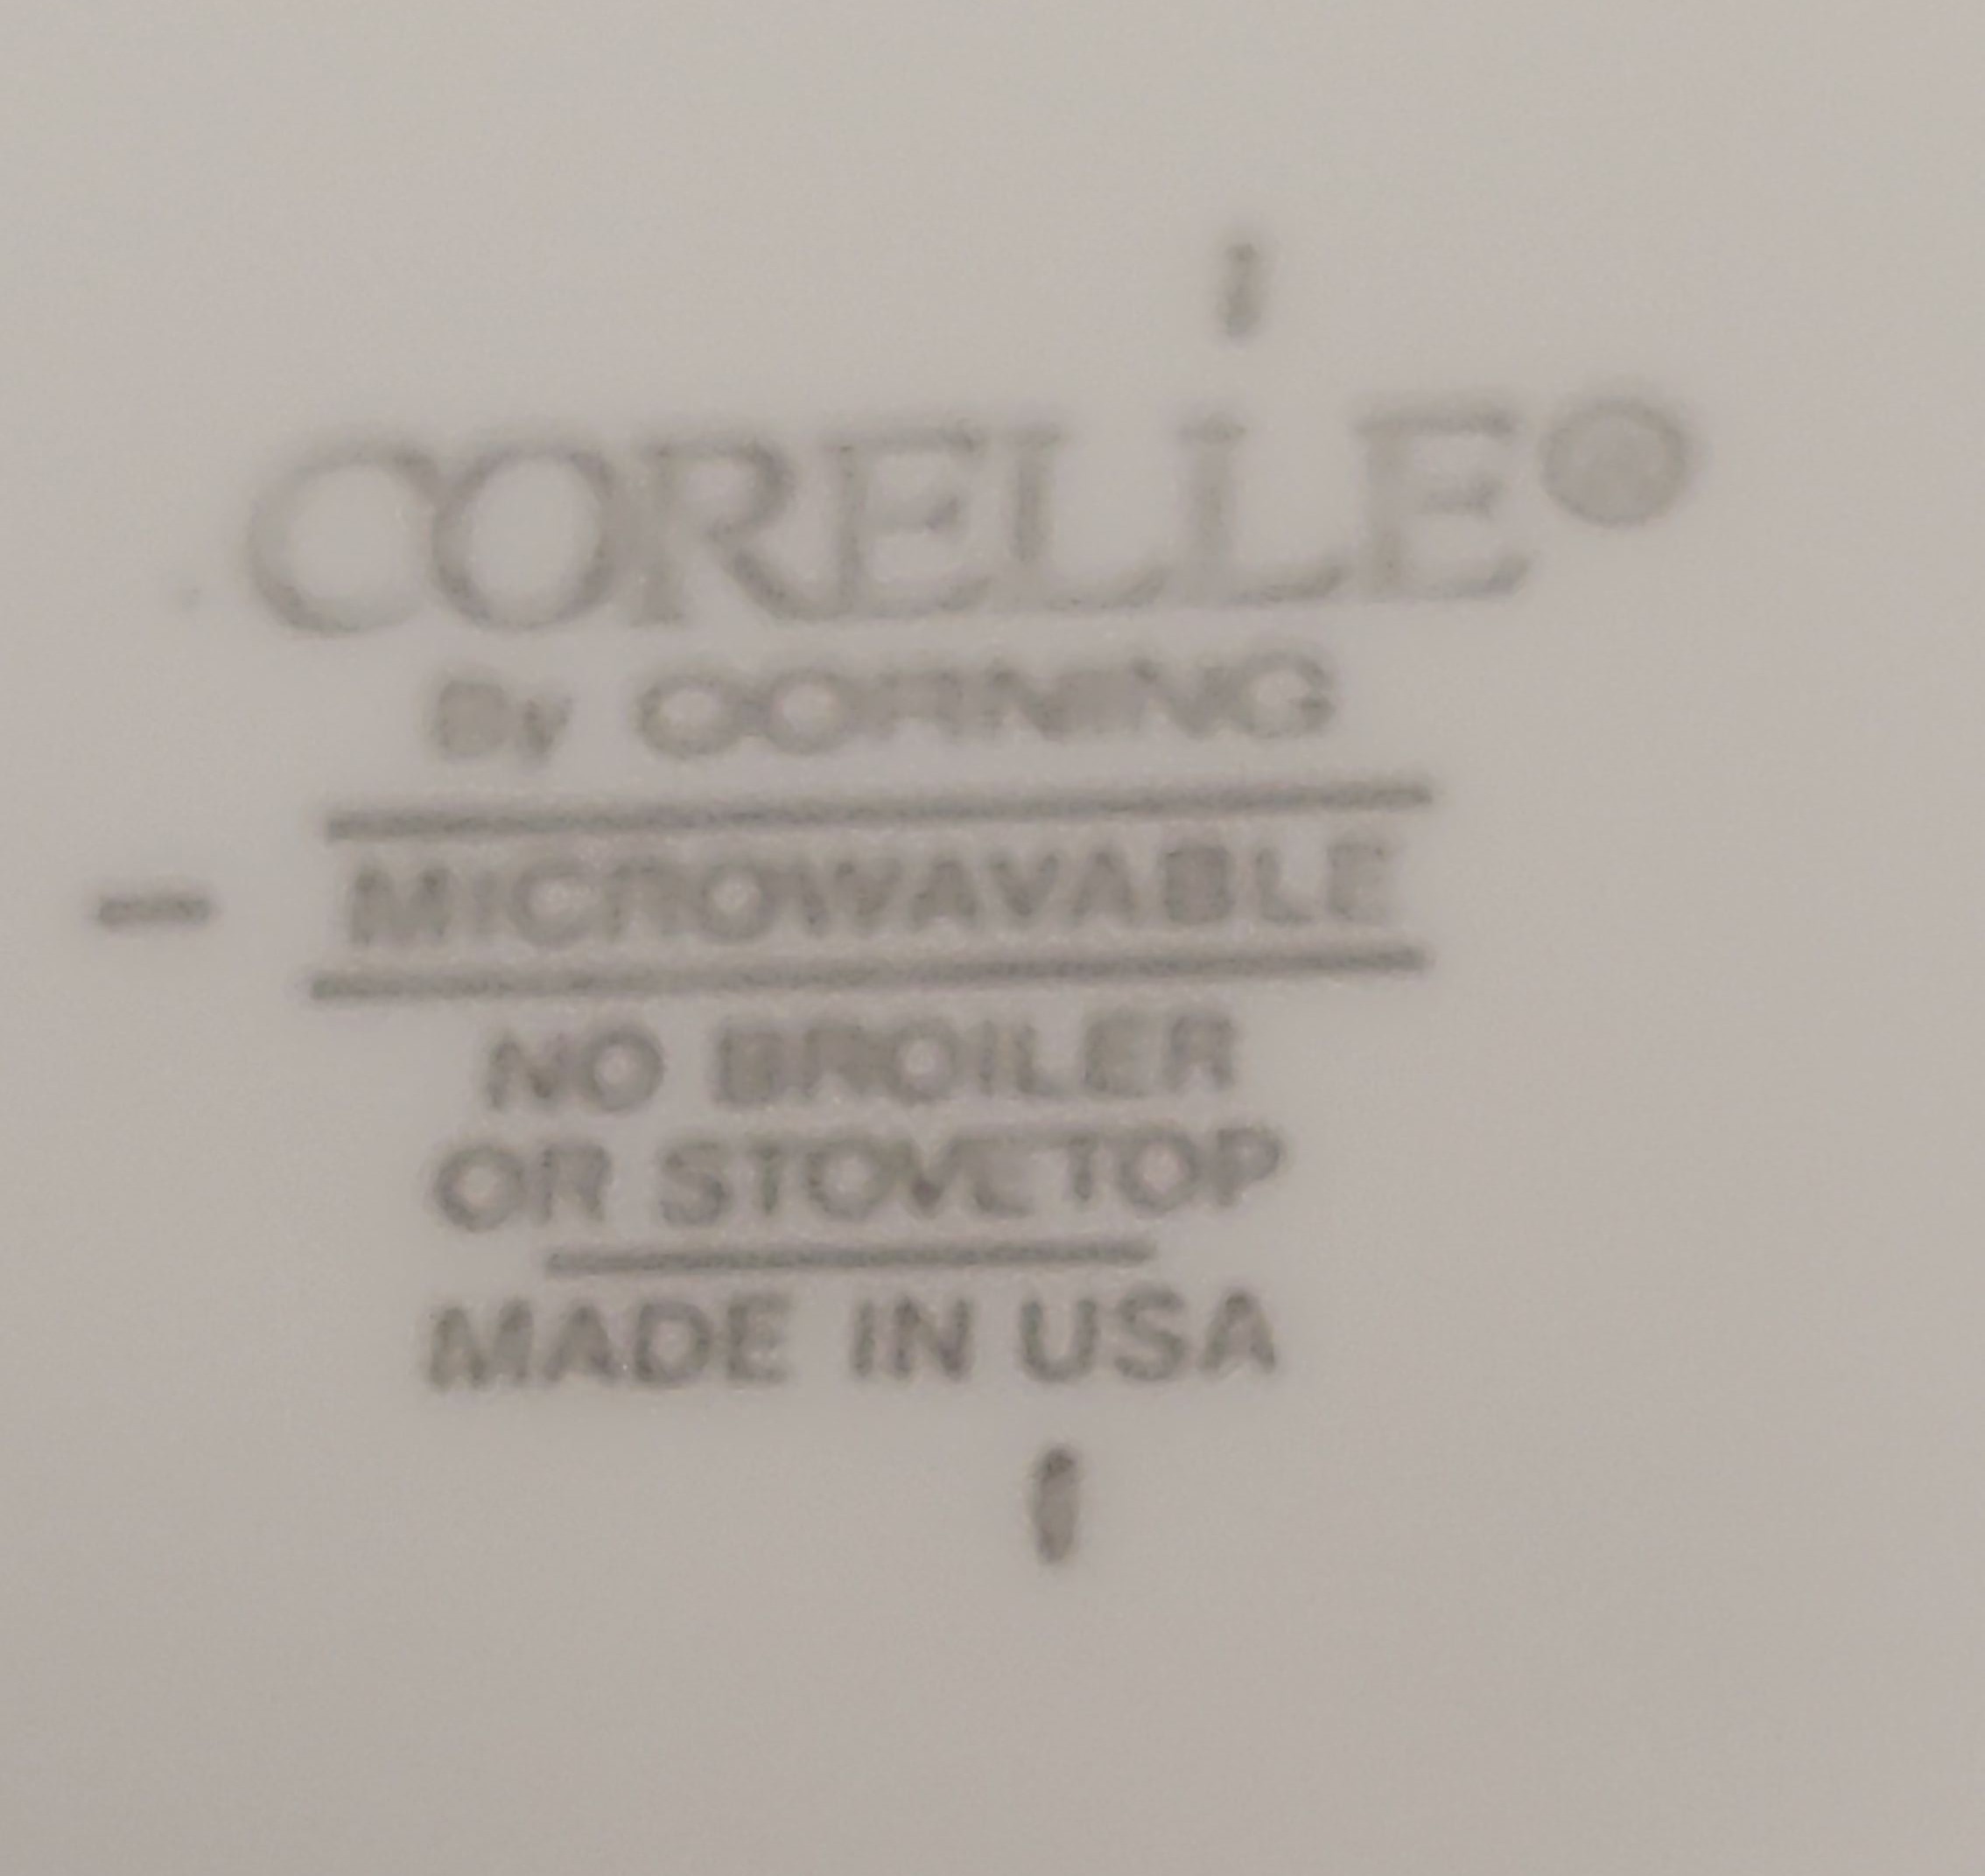 CORELLE®
By CORNING
MICROWAVABLE
NO BROILER
OR STOVETOP
MADE IN USA